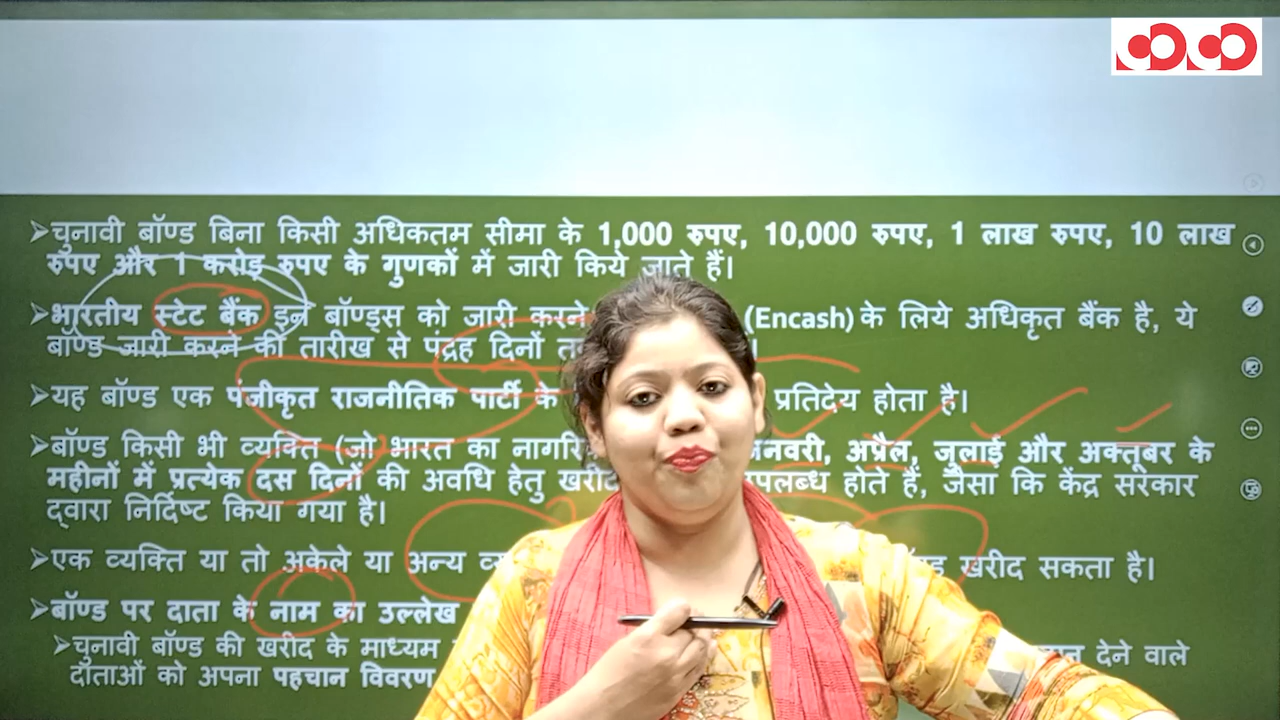 ➢चुनावी बॉण्ड बिना किसी अधिकतम सीमा के 1,000 रुपए, 10,000 रुपए, 1 लाख रुपए, 10 लाख
रुपए और 1 करोड़ रुपए के गुणकों में जारी किये जाते हैं।
➢भारतीय स्टेट बैंक इन बॉण्ड्स को जारी करने (Encash) के लिये अधिकृत बैंक है, ये
बॉण्ड जारी करने की तारीख से पंद्रह दिनों
➢यह बॉण्ड एक पंजीकृत राजनीतिक पार्टी के प्रतिदेय होता है।
➢बॉण्ड किसी भी व्यक्ति (जो भारत का जनवरी, अप्रैल, जुलाई और अक्तूबर के
महीनों में प्रत्येक दस दिनों की अवधि हेतु उपलब्ध होते हैं, जैसा कि केंद्र सरकार
द्वारा निर्दिष्ट किया गया है।
➢एक व्यक्ति या तो अकेले या अन्य खरीद सकता है।
➢बॉण्ड पर दाता के नाम का उल्लेख
➢चुनावी बॉण्ड की खरीद के माध्यम देने वाले
दाताओं को अपना पहचान विवरण